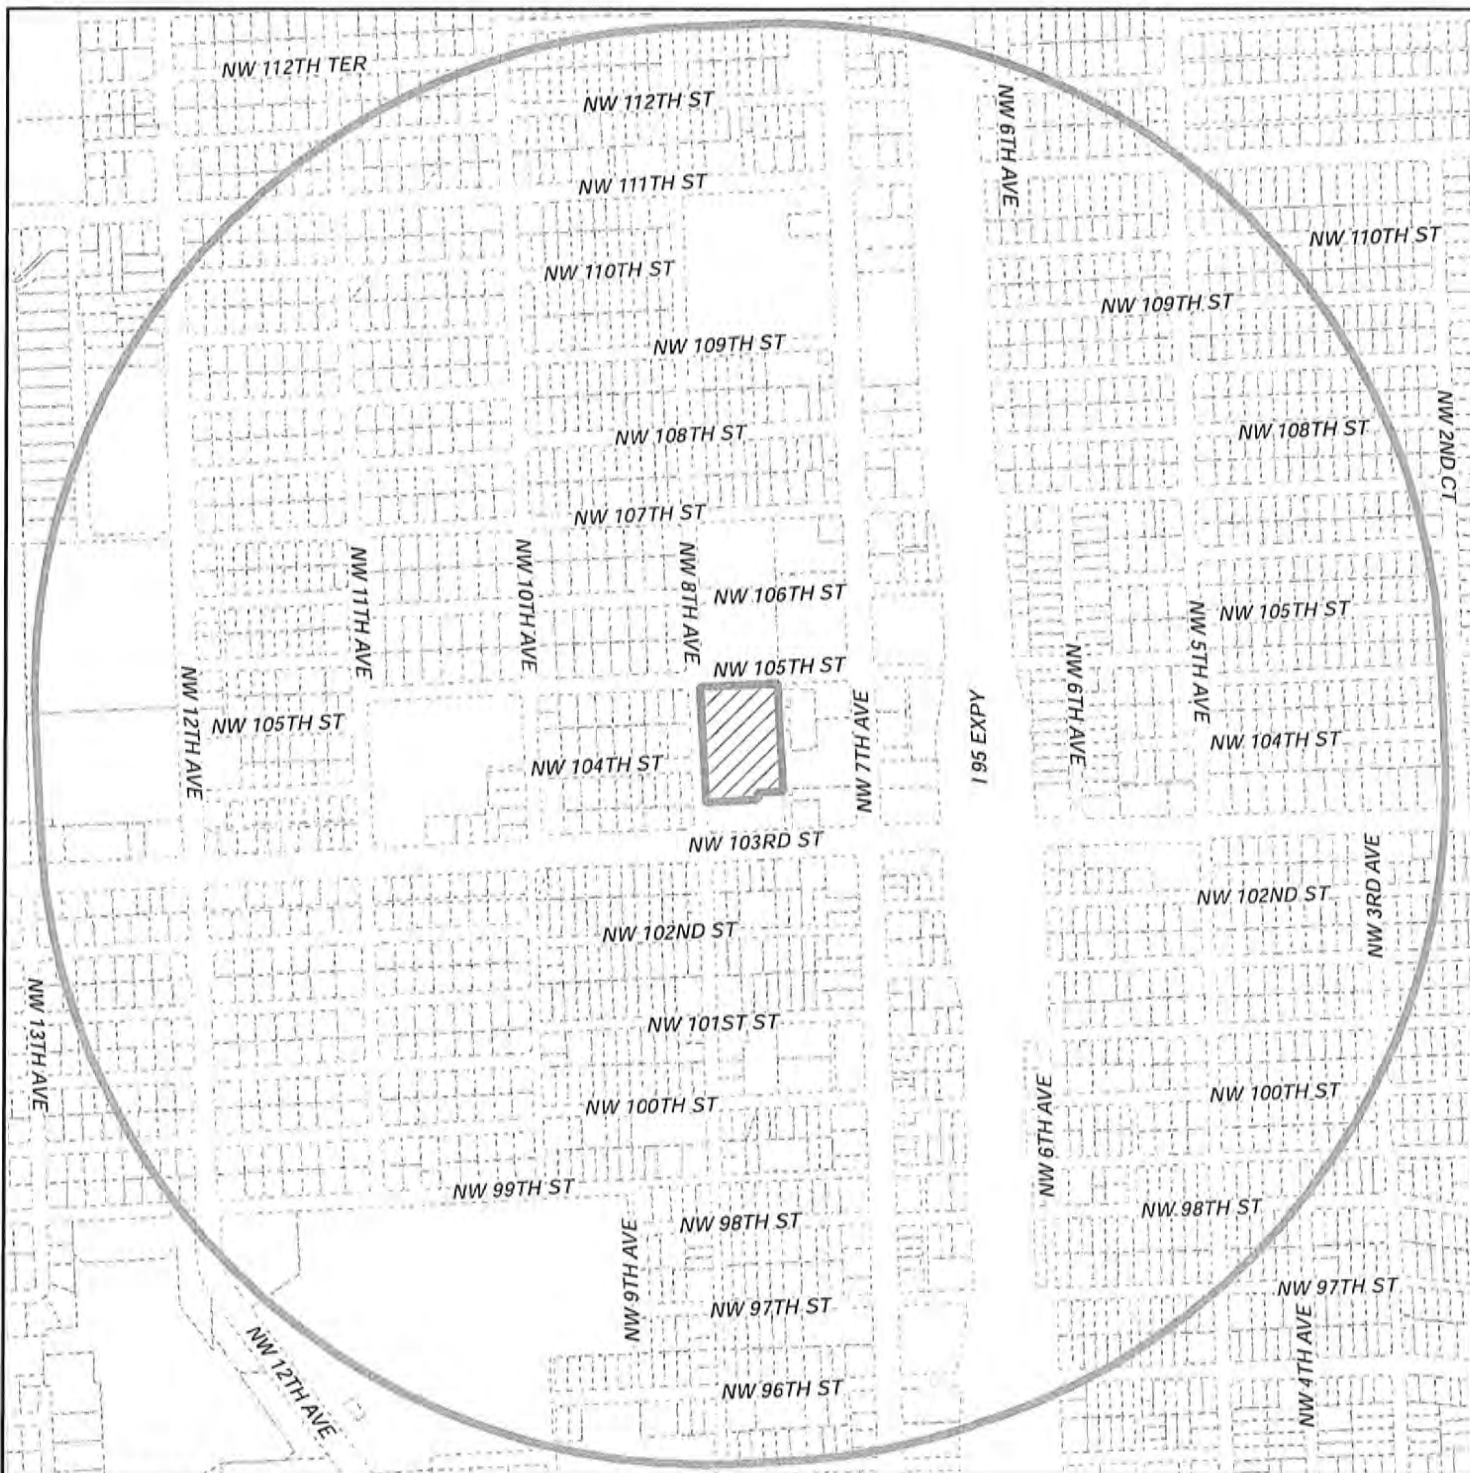 NW 112TH TER
NW 112TH ST
NW 6TH AVE
NW 111TH ST
NW 110TH ST
NW 110TH ST
NW 109TH ST
NW 109TH ST
NW 108TH ST
NW 108TH ST
NW 2ND CT
NW 107TH ST
NW 11TH AVE
NW 10TH AVE
NW 8TH AVE
NW 106TH ST
NW 105TH ST
NW 5TH AVE
NW 105TH ST
NW 6TH AVE
NW 12TH AVE
NW 105TH ST
NW 7TH AVE
I 95 EXPY
NW 104TH ST
NW 104TH ST
NW 103RD ST
NW 3RD AVE
NW 102ND ST
NW 102ND ST
NW 13TH AVE
NW 101ST ST
NW 100TH ST
NW 100TH ST
NW 6TH AVE
NW 99TH ST
NW 98TH ST
NW 98TH ST
NW 9TH AVE
NW 97TH ST
NW 97TH ST
NW 12TH AVE
NW 4TH AVE
NW 96TH ST